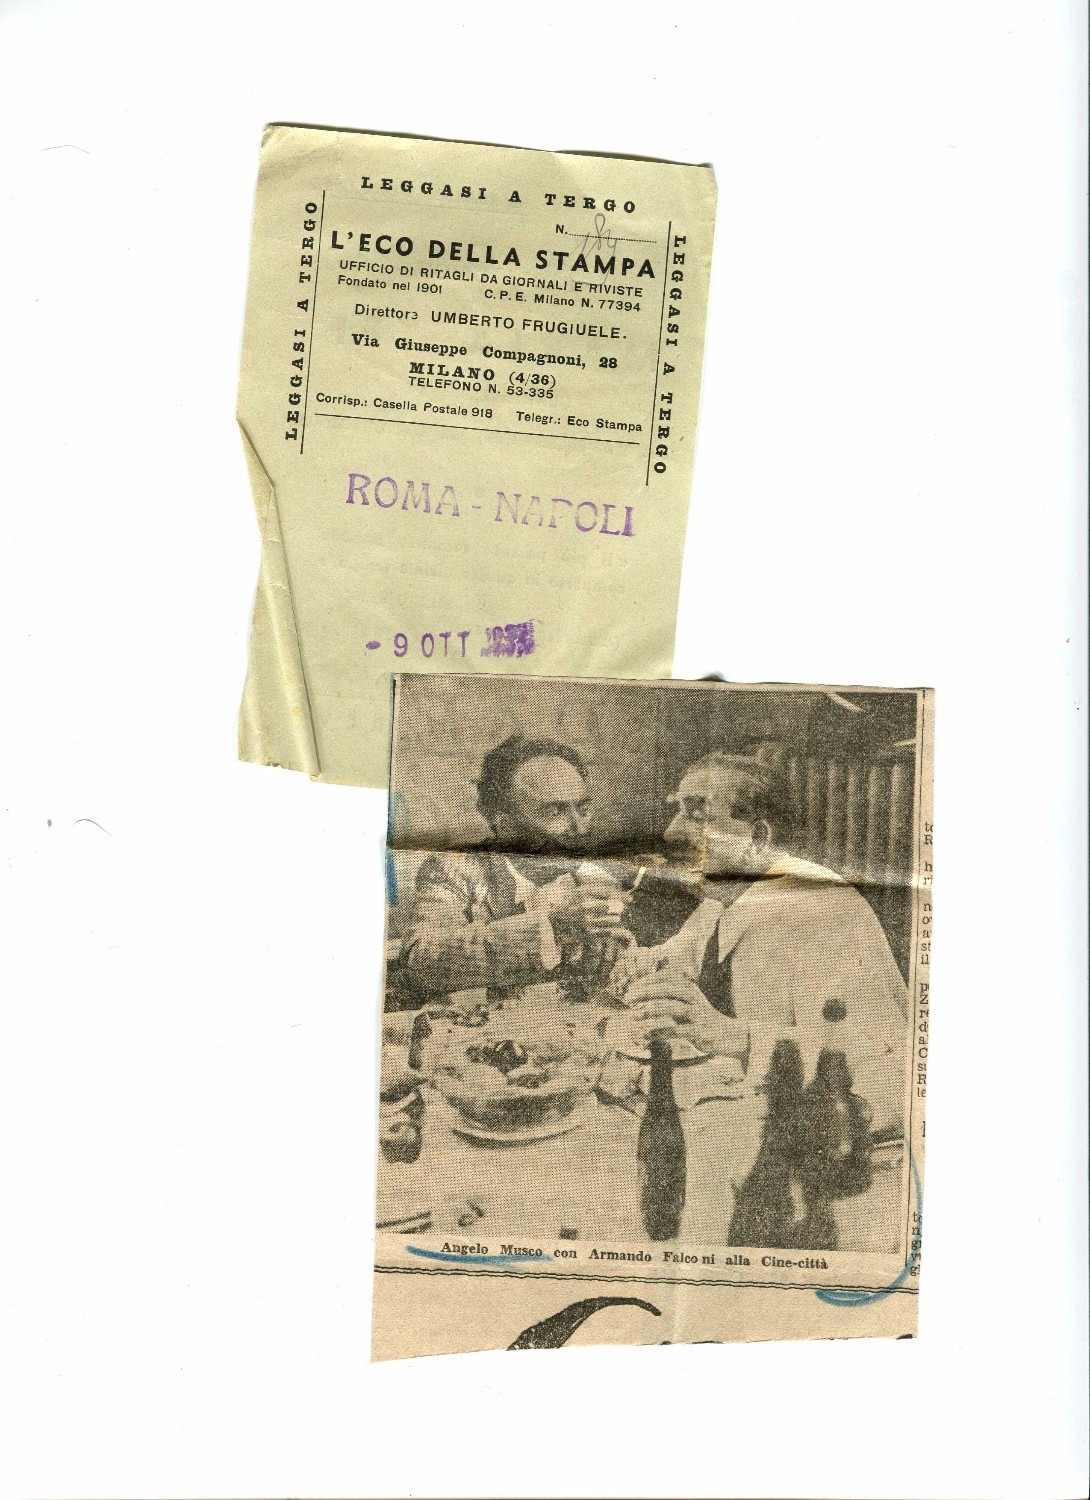 LEGGASI A TERGO
LEGGASI A TERGO
LEGGASI A TERGO
N. 184
L'ECO DELLA STAMPA
UFFICIO DI RITAGLI DA GIORNALI E RIVISTE
Fondato nel 1901 C.P.E. Milano N. 77394
Direttore UMBERTO FRUGIUELE.
Via Giuseppe Compagnoni, 28
MILANO (4/36)
TELEFONO N. 53-335
Corrisp.: Casella Postale 918 Telegr.: Eco Stampa
ROMA - NAPOLI
- 9 OTT
Angelo Musco con Armando Falconi alla Cine-città